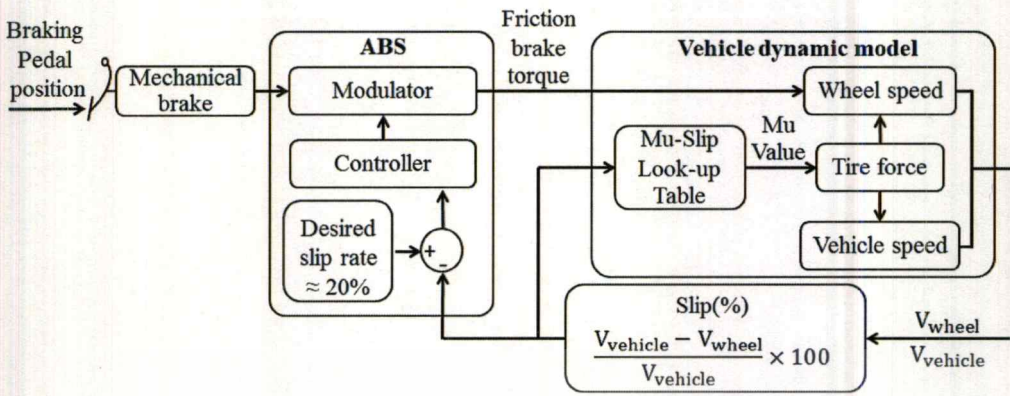 Braking
Pedal
position
Mechanical
brake
ABS
Modulator
Controller
Desired
slip rate
≈ 20%
+
-
Friction
brake
torque
Vehicle dynamic model
Wheel speed
Mu-Slip
Look-up
Table
Mu
Value
Tire force
Vehicle speed
Slip(%)
V_vehicle − V_wheel
V_vehicle
× 100
V_wheel
V_vehicle